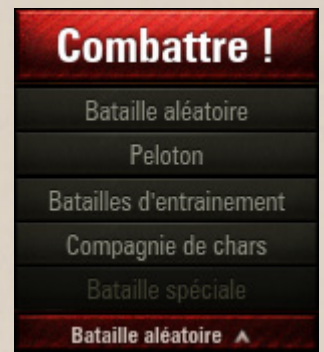 Combattre !
Bataille aléatoire
Peloton
Batailles d'entrainement
Compagnie de chars
Bataille spéciale
Bataille aléatoire